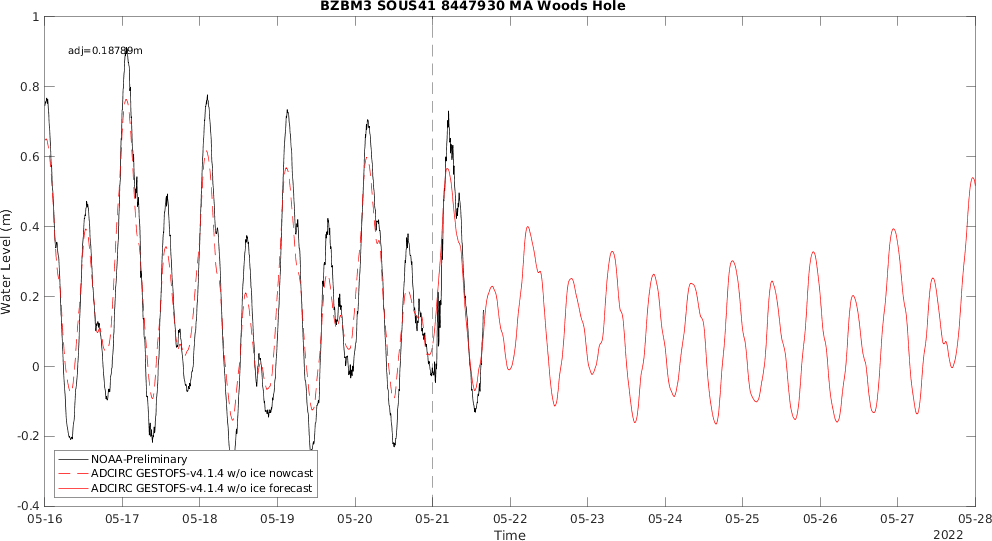 BZBM3 SOUS41 8447930 MA Woods Hole
adj=0.18789m
Water Level (m)
1
0.8
0.6
0.4
0.2
0
-0.2
-0.4
NOAA-Preliminary
ADCIRC GESTOFS-v4.1.4 w/o ice nowcast
ADCIRC GESTOFS-v4.1.4 w/o ice forecast
05-16 05-17 05-18 05-19 05-20 05-21 05-22 05-23 05-24 05-25 05-26 05-27 05-28
Time
2022